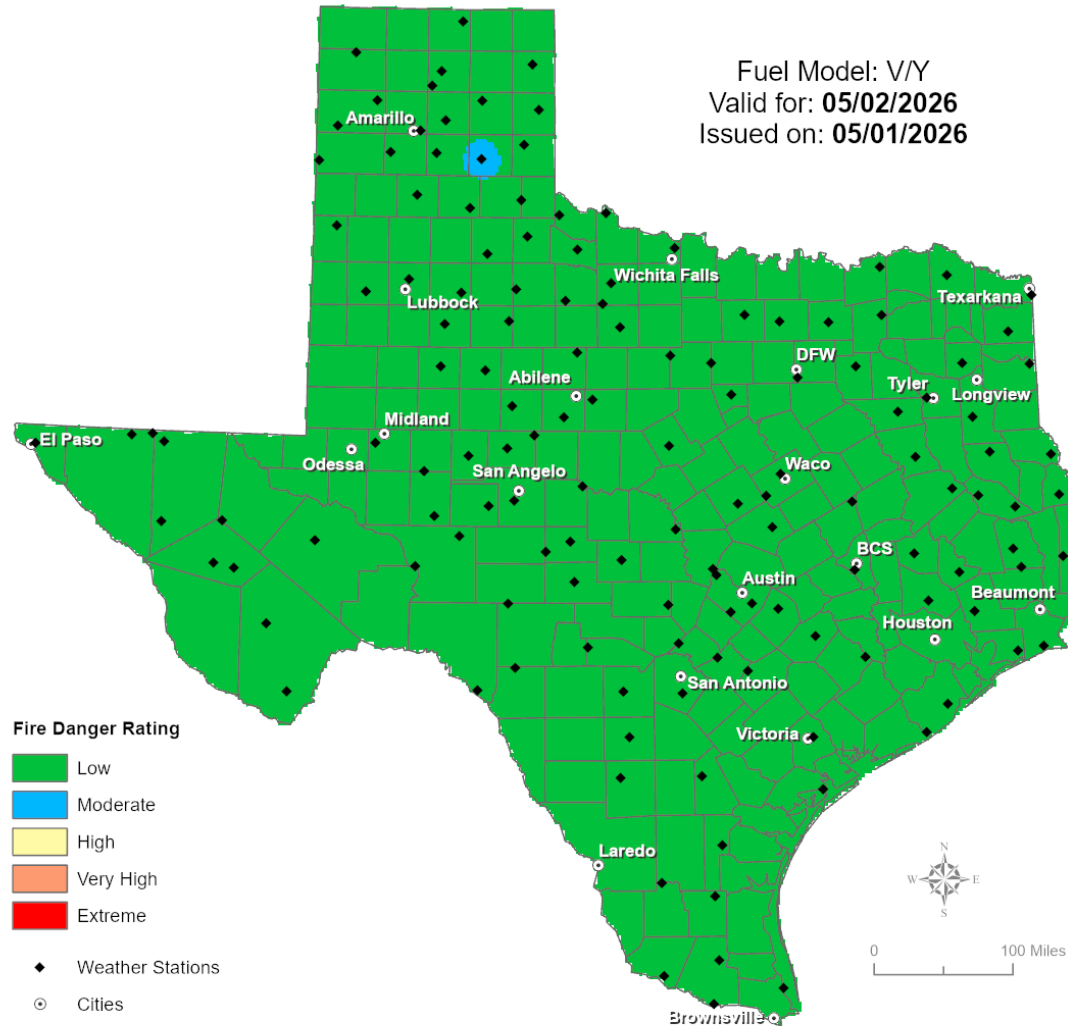 Fuel Model: V/Y
Valid for: 05/02/2026
Issued on: 05/01/2026
Amarillo
Wichita Falls
Lubbock
Texarkana
DFW
Abilene
Tyler
Longview
Midland
El Paso
Odessa
San Angelo
Waco
BCS
Austin
Beaumont
Houston
San Antonio
Victoria
Laredo
Brownsville
Fire Danger Rating
Low
Moderate
High
Very High
Extreme
Weather Stations
Cities
N
W E
S
0 100 Miles